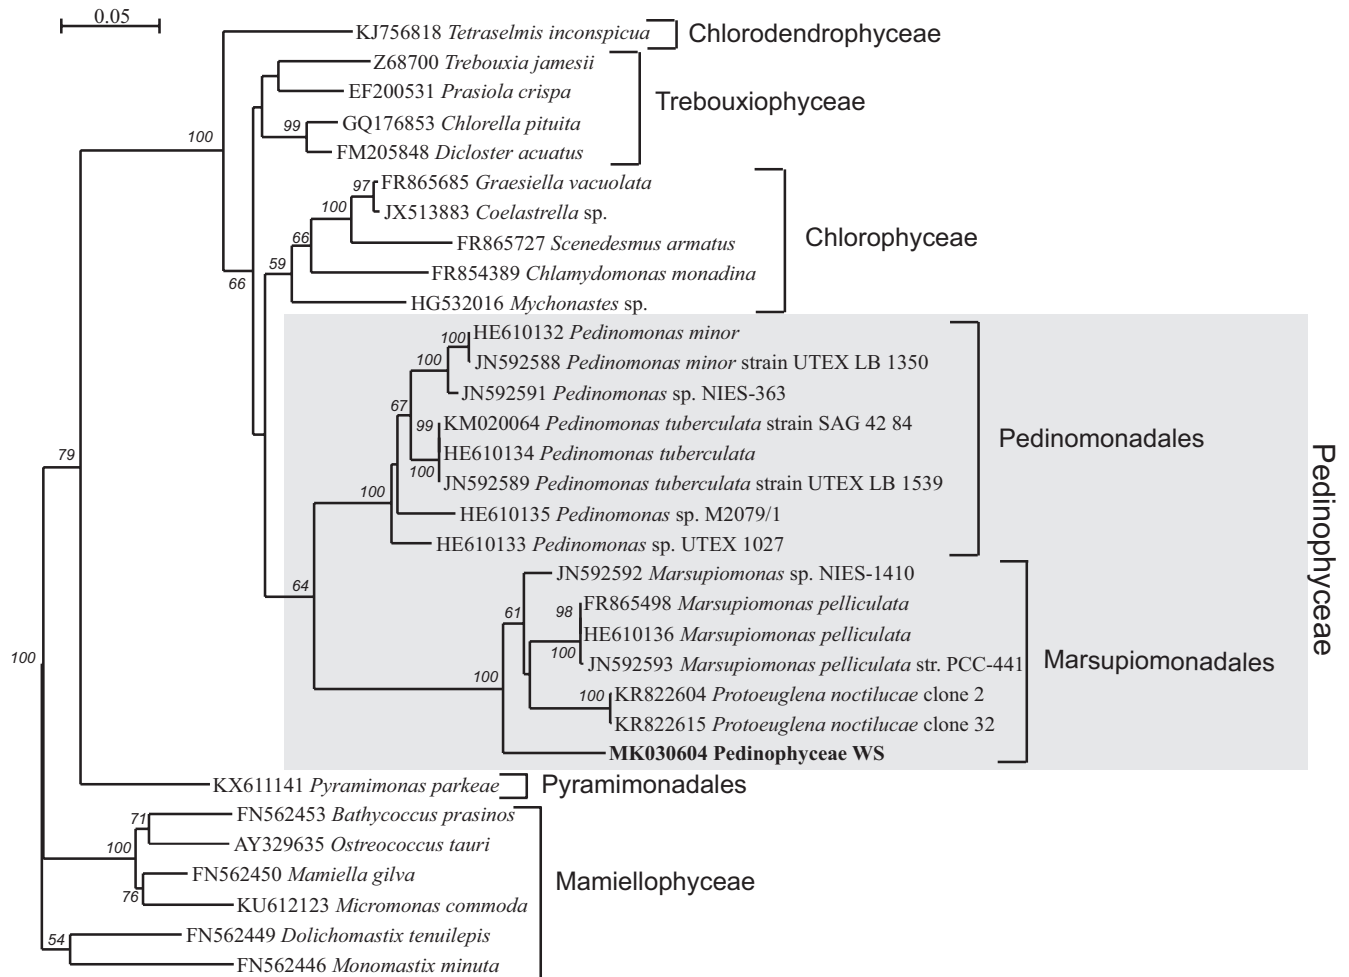 0.05
KJ756818 Tetraselmis inconspicua
Chlorodendrophyceae
Z68700 Trebouxia jamesii
EF200531 Prasiola crispa
Trebouxiophyceae
100
99
GQ176853 Chlorella pituita
FM205848 Dicloster acuatus
97
FR865685 Graesiella vacuolata
100
JX513883 Coelastrella sp.
66
FR865727 Scenedesmus armatus
Chlorophyceae
59
FR854389 Chlamydomonas monadina
66
HG532016 Mychonastes sp.
100
HE610132 Pedinomonas minor
100
JN592588 Pedinomonas minor strain UTEX LB 1350
JN592591 Pedinomonas sp. NIES-363
67
99
KM020064 Pedinomonas tuberculata strain SAG 42 84
Pedinomonadales
79
HE610134 Pedinomonas tuberculata
100
JN592589 Pedinomonas tuberculata strain UTEX LB 1539
100
HE610135 Pedinomonas sp. M2079/1
HE610133 Pedinomonas sp. UTEX 1027
Pedinophyceae
64
JN592592 Marsupiomonas sp. NIES-1410
61
98
FR865498 Marsupiomonas pelliculata
HE610136 Marsupiomonas pelliculata
100
100
JN592593 Marsupiomonas pelliculata str. PCC-441
Marsupiomonadales
100
100
KR822604 Protoeuglena noctilucae clone 2
KR822615 Protoeuglena noctilucae clone 32
MK030604 Pedinophyceae WS
KX611141 Pyramimonas parkeae
Pyramimonadales
71
FN562453 Bathycoccus prasinos
100
AY329635 Ostreococcus tauri
FN562450 Mamiella gilva
Mamiellophyceae
76
KU612123 Micromonas commoda
54
FN562449 Dolichomastix tenuilepis
FN562446 Monomastix minuta